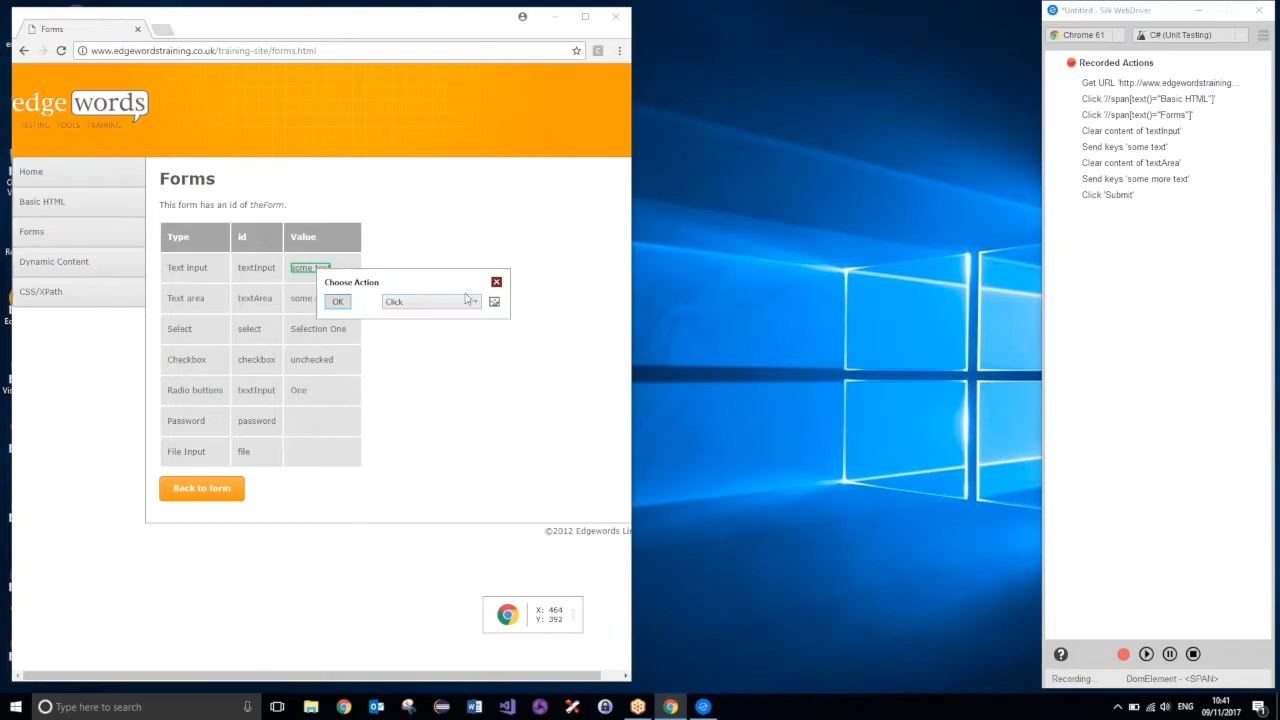 Forms
www.edgewordstraining.co.uk/training-site/forms.html
edge words
TESTING TOOLS TRAINING
Home
Basic HTML
Forms
Dynamic Content
CSS/XPath
Forms
This form has an id of theForm.
Type id Value
Text input textInput some text
Text area textArea some
Select select Selection One
Checkbox checkbox unchecked
Radio buttons textInput One
Password password
File Input file
Back to form
©2012 Edgewords Li
Choose Action
OK Click
X: 464
Y: 392
*Untitled - Silk WebDriver
Chrome 61 C# (Unit Testing)
Recorded Actions
Get URL 'http://www.edgewordstraining...
Click '//span[text()="Basic HTML"]'
Click '//span[text()="Forms"]'
Clear content of 'textInput'
Send keys 'some text'
Clear content of 'textArea'
Send keys 'some more text'
Click 'Submit'
Recording... DomElement - <SPAN>
Type here to search
ENG
10:41
09/11/2017